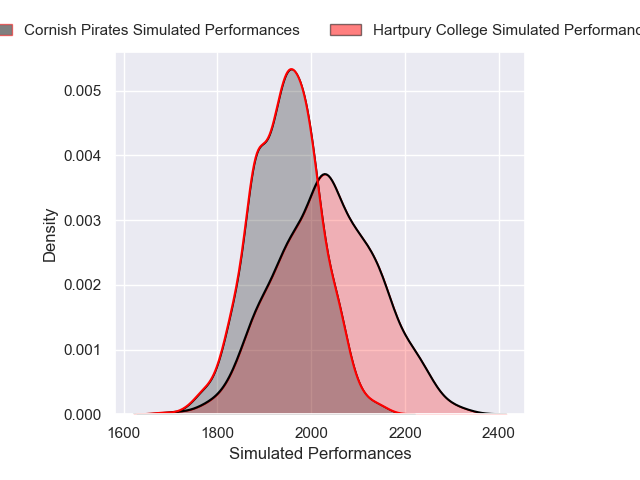 Cornish Pirates Simulated Performances Hartpury College Simulated
0.005
0.004
0.003
0.002
0.001
0.000
Density
1600 1800 2000 2200 2400
Simulated Performances